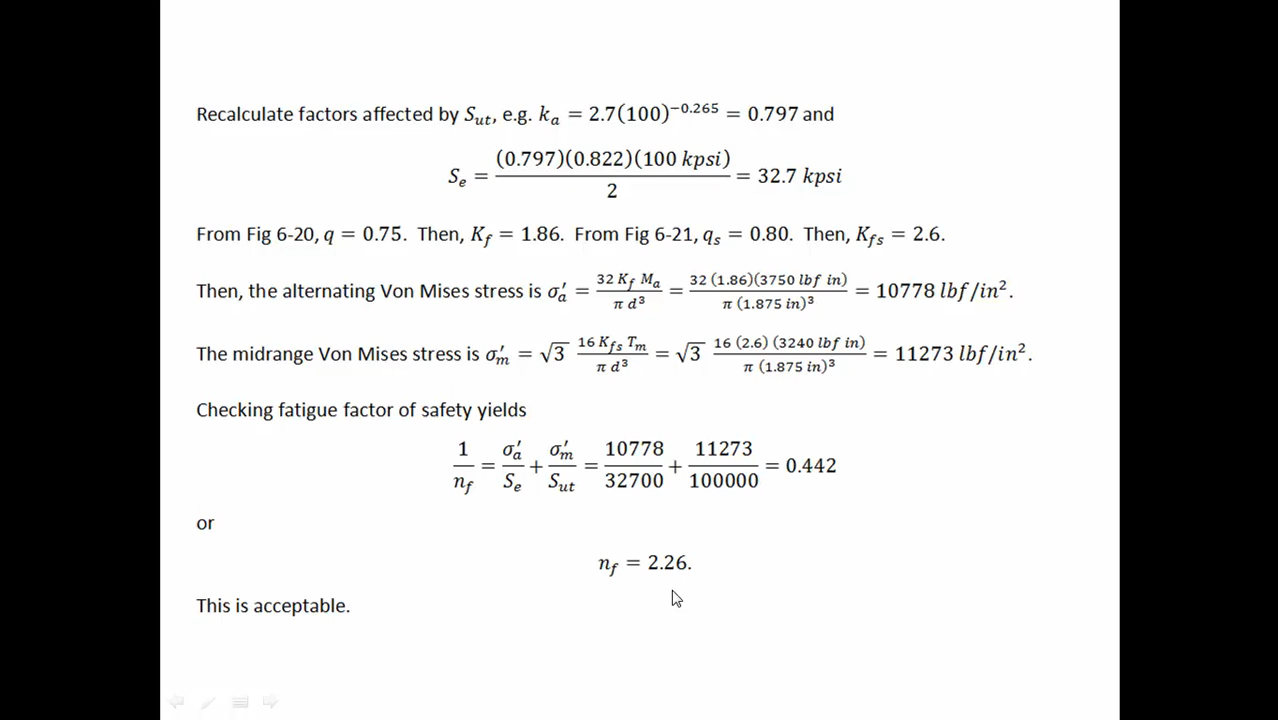 Recalculate factors affected by S_ut, e.g. k_a = 2.7(100)^−0.265 = 0.797 and
S_e = (0.797)(0.822)(100 kpsi) / 2 = 32.7 kpsi
From Fig 6-20, q = 0.75. Then, K_f = 1.86. From Fig 6-21, q_s = 0.80. Then, K_fs = 2.6.
Then, the alternating Von Mises stress is σ′_a = 32 K_f M_a / π d³ = 32 (1.86)(3750 lbf in) / π (1.875 in)³ = 10778 lbf/in².
The midrange Von Mises stress is σ′_m = √3 16 K_fs T_m / π d³ = √3 16 (2.6) (3240 lbf in) / π (1.875 in)³ = 11273 lbf/in².
Checking fatigue factor of safety yields
1 / n_f = σ′_a / S_e + σ′_m / S_ut = 10778 / 32700 + 11273 / 100000 = 0.442
or
n_f = 2.26.
This is acceptable.